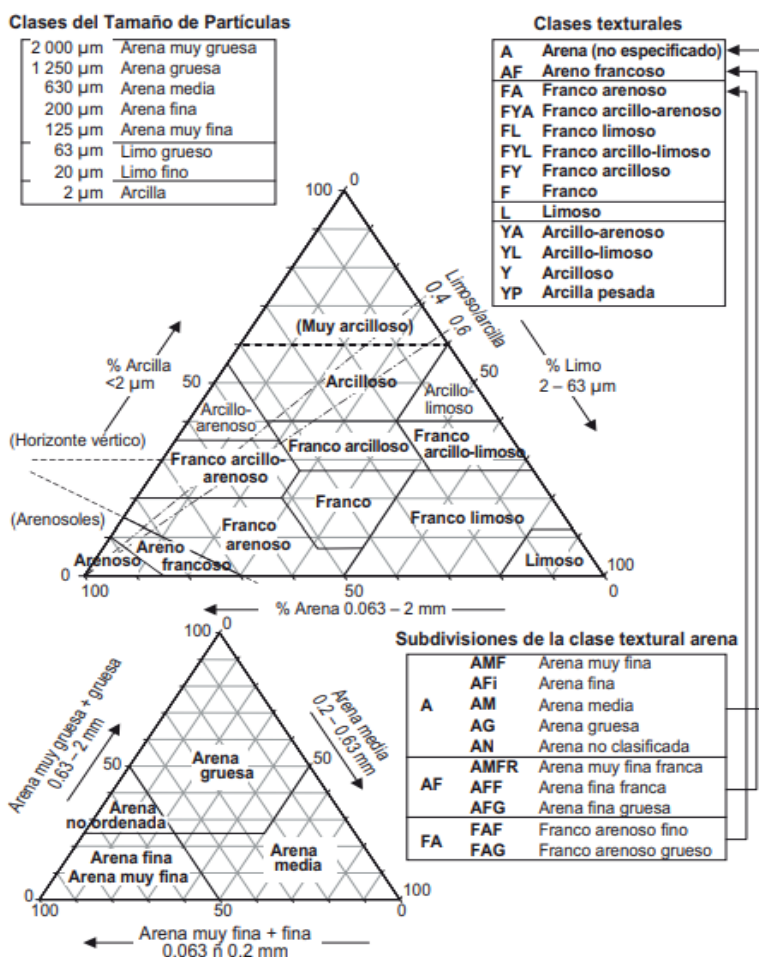 Clases del Tamaño de Partículas
2 000 µm Arena muy gruesa
1 250 µm Arena gruesa
630 µm Arena media
200 µm Arena fina
125 µm Arena muy fina
63 µm Limo grueso
20 µm Limo fino
2 µm Arcilla
Clases texturales
A Arena (no especificado)
AF Areno francoso
FA Franco arenoso
FYA Franco arcillo-arenoso
FL Franco limoso
FYL Franco arcillo-limoso
FY Franco arcilloso
F Franco
L Limoso
YA Arcillo-arenoso
YL Arcillo-limoso
Y Arcilloso
YP Arcilla pesada
100
0
Limoso/arcilla
0.4
0.6
(Muy arcilloso)
% Arcilla
<2 µm
% Limo
2 – 63 µm
50
50
Arcilloso
Arcillo-
limoso
Arcillo-
arenoso
(Horizonte vértico)
Franco arcilloso
Franco
arcillo-limoso
Franco arcillo-
arenoso
Franco
Franco limoso
(Arenosoles)
Franco
arenoso
Arenoso
Areno
francoso
Limoso
0
100
100
50
0
% Arena 0.063 – 2 mm
100
0
Arena muy gruesa + gruesa
0.63 – 2 mm
Arena media
0.2 – 0.63 mm
50
50
Arena
gruesa
Arena
no ordenada
Arena fina
Arena muy fina
Arena
media
0
100
100
50
0
Arena muy fina + fina
0.063 ñ 0.2 mm
Subdivisiones de la clase textural arena
A
AMF Arena muy fina
AFi Arena fina
AM Arena media
AG Arena gruesa
AN Arena no clasificada
AF
AMFR Arena muy fina franca
AFF Arena fina franca
AFG Arena fina gruesa
FA
FAF Franco arenoso fino
FAG Franco arenoso grueso